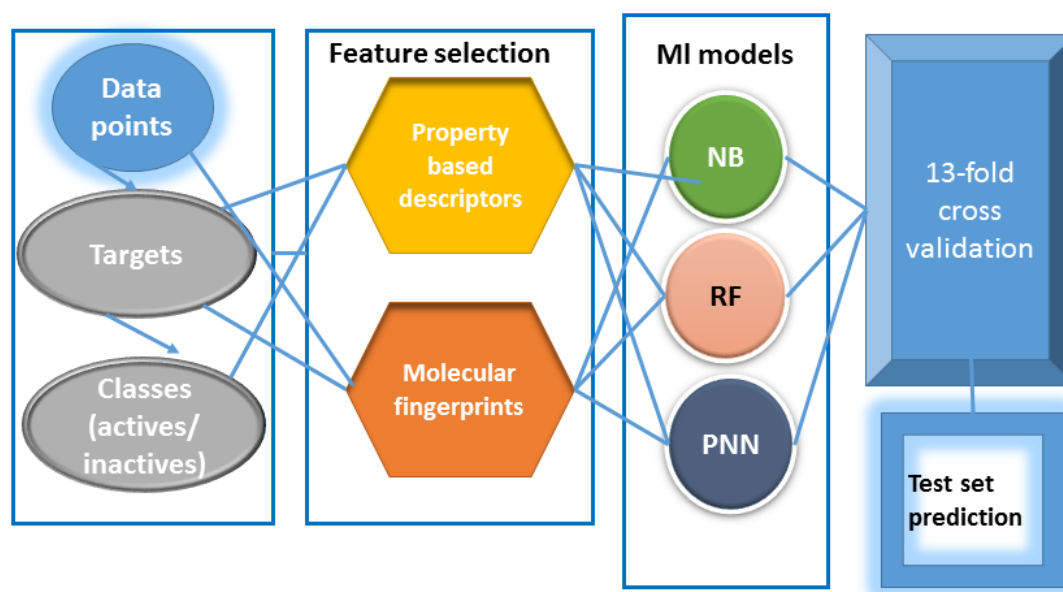 Data
points
Targets
Classes
(actives/
inactives)
Feature selection
Property
based
descriptors
Molecular
fingerprints
Ml models
NB
RF
PNN
13-fold
cross
validation
Test set
prediction